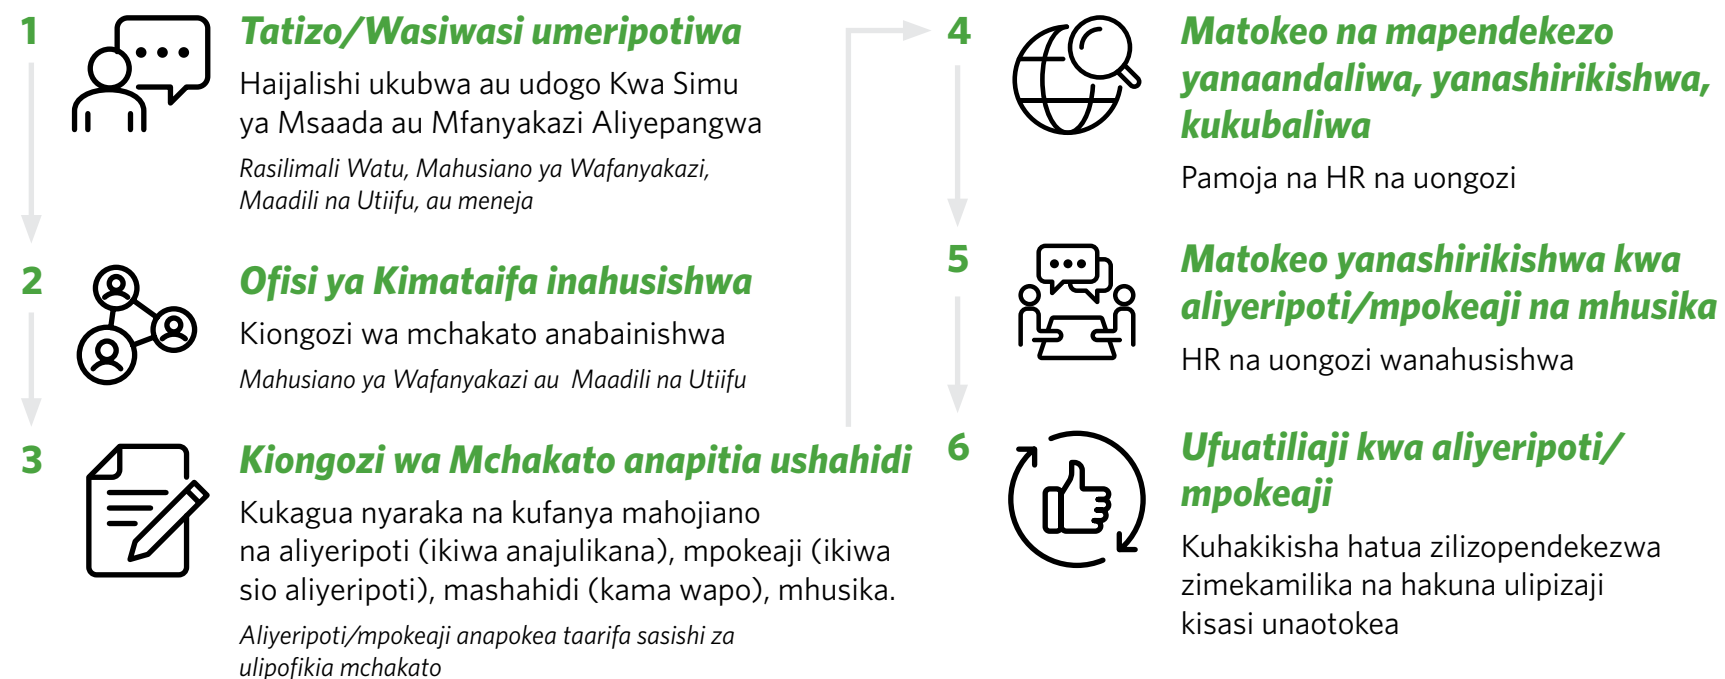 1
Tatizo/Wasiwasi umeripotiwa
Haijalishi ukubwa au udogo Kwa Simu
ya Msaada au Mfanyakazi Aliyepangwa
Rasilimali Watu, Mahusiano ya Wafanyakazi,
Maadili na Utiifu, au meneja
2
Ofisi ya Kimataifa inahusishwa
Kiongozi wa mchakato anabainishwa
Mahusiano ya Wafanyakazi au Maadili na Utiifu
3
Kiongozi wa Mchakato anapitia ushahidi
Kukagua nyaraka na kufanya mahojiano
na aliyeripoti (ikiwa anajulikana), mpokeaji (ikiwa
sio aliyeripoti), mashahidi (kama wapo), mhusika.
Aliyeripoti/mpokeaji anapokea taarifa sasishi za
ulipofikia mchakato
4
Matokeo na mapendekezo
yanaandaliwa, yanashirikishwa,
kukubaliwa
Pamoja na HR na uongozi
5
Matokeo yanashirikishwa kwa
aliyeripoti/mpokeaji na mhusika
HR na uongozi wanahusishwa
6
Ufuatiliaji kwa aliyeripoti/
mpokeaji
Kuhakikisha hatua zilizopendekezwa
zimekamilika na hakuna ulipizaji
kisasi unaotokea